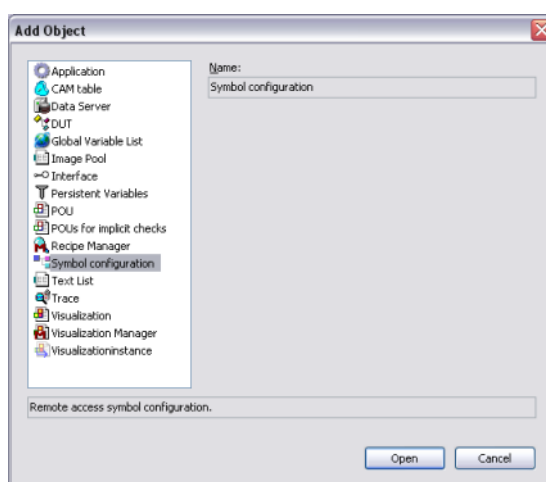 Add Object
Application
CAM table
Data Server
DUT
Global Variable List
Image Pool
Interface
Persistent Variables
POU
POUs for implicit checks
Recipe Manager
Symbol configuration
Text List
Trace
Visualization
Visualization Manager
Visualizationinstance
Name:
Symbol configuration
Remote access symbol configuration.
Open
Cancel